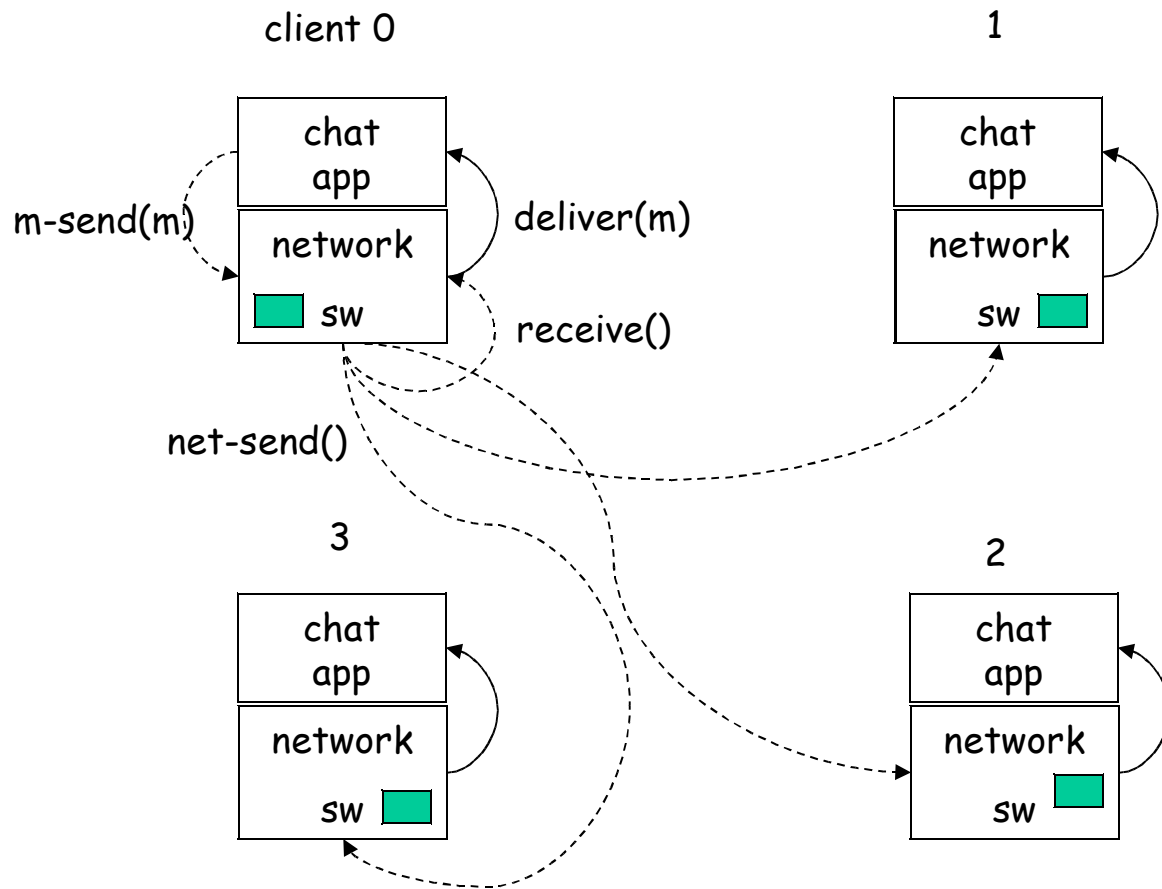 client 0
1
chat
app
m-send(m)
deliver(m)
network
sw
receive()
net-send()
chat
app
network
sw
3
chat
app
network
sw
2
chat
app
network
sw